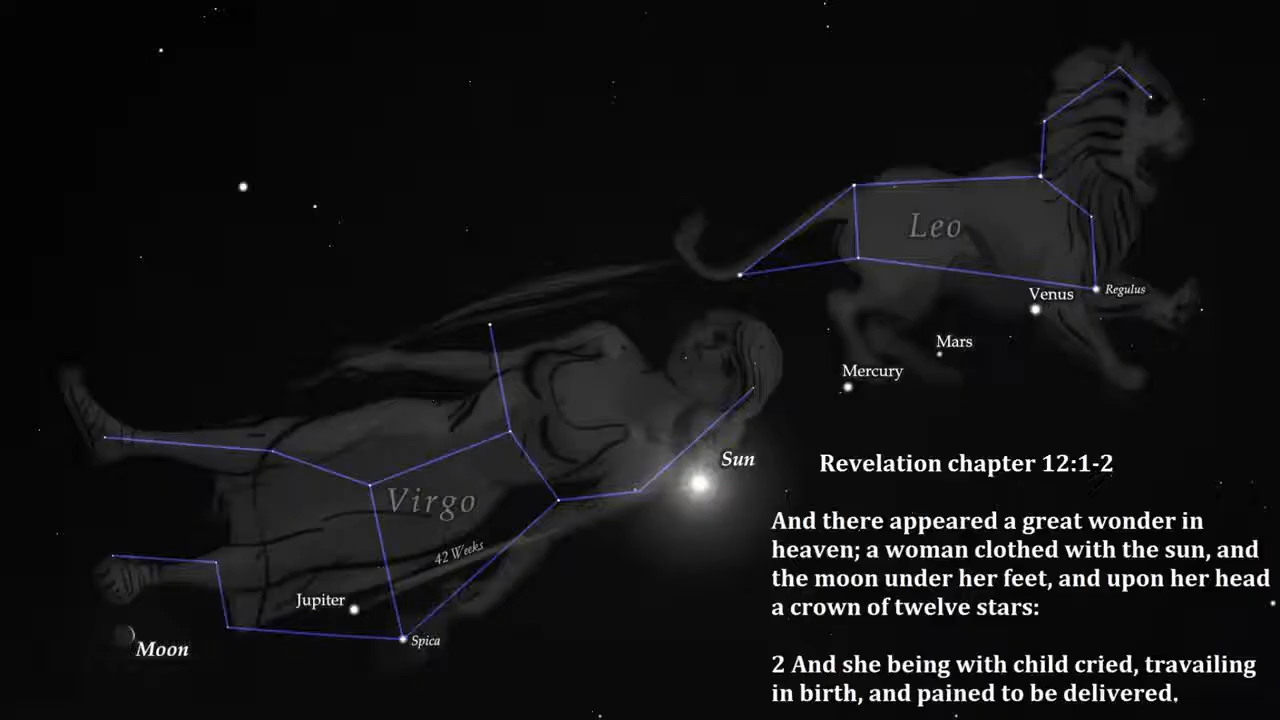 Leo
Venus
Regulus
Mars
Mercury
Sun
Virgo
42 Weeks
Jupiter
Spica
Moon
Revelation chapter 12:1-2
And there appeared a great wonder in
heaven; a woman clothed with the sun, and
the moon under her feet, and upon her head
a crown of twelve stars:
2 And she being with child cried, travailing
in birth, and pained to be delivered.